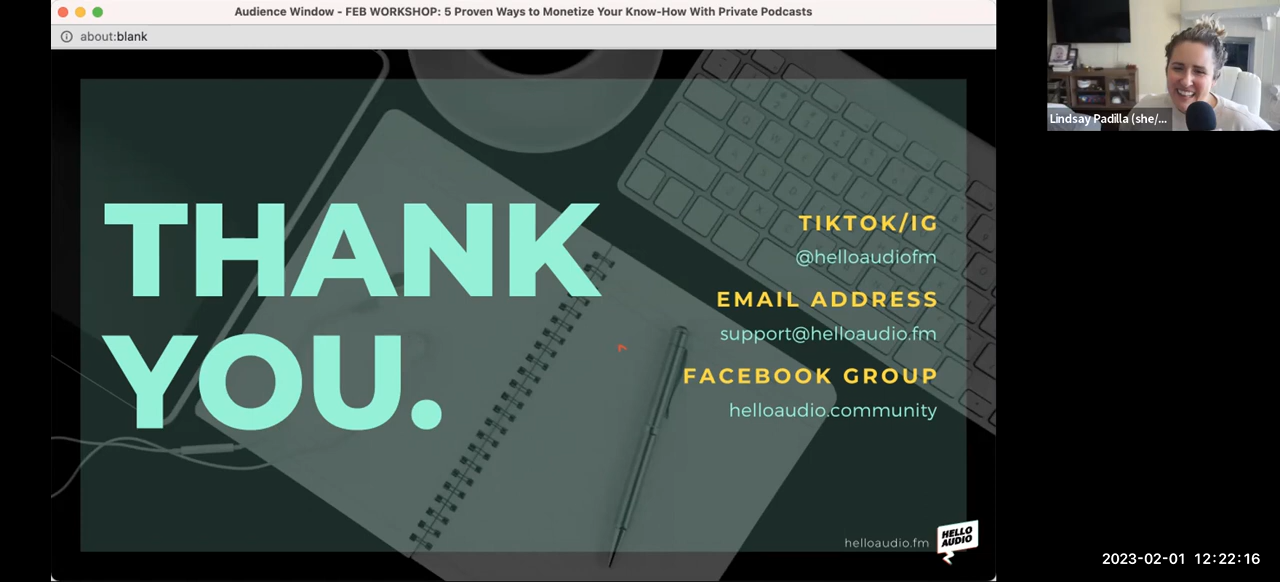 Audience Window - FEB WORKSHOP: 5 Proven Ways to Monetize Your Know-How With Private Podcasts
about:blank
THANK
YOU.
TIKTOK/IG
@helloaudiofm
EMAIL ADDRESS
support@helloaudio.fm
FACEBOOK GROUP
helloaudio.community
helloaudio.fm
HELLO
AUDIO
Lindsay Padilla (she/...
2023-02-01 12:22:16